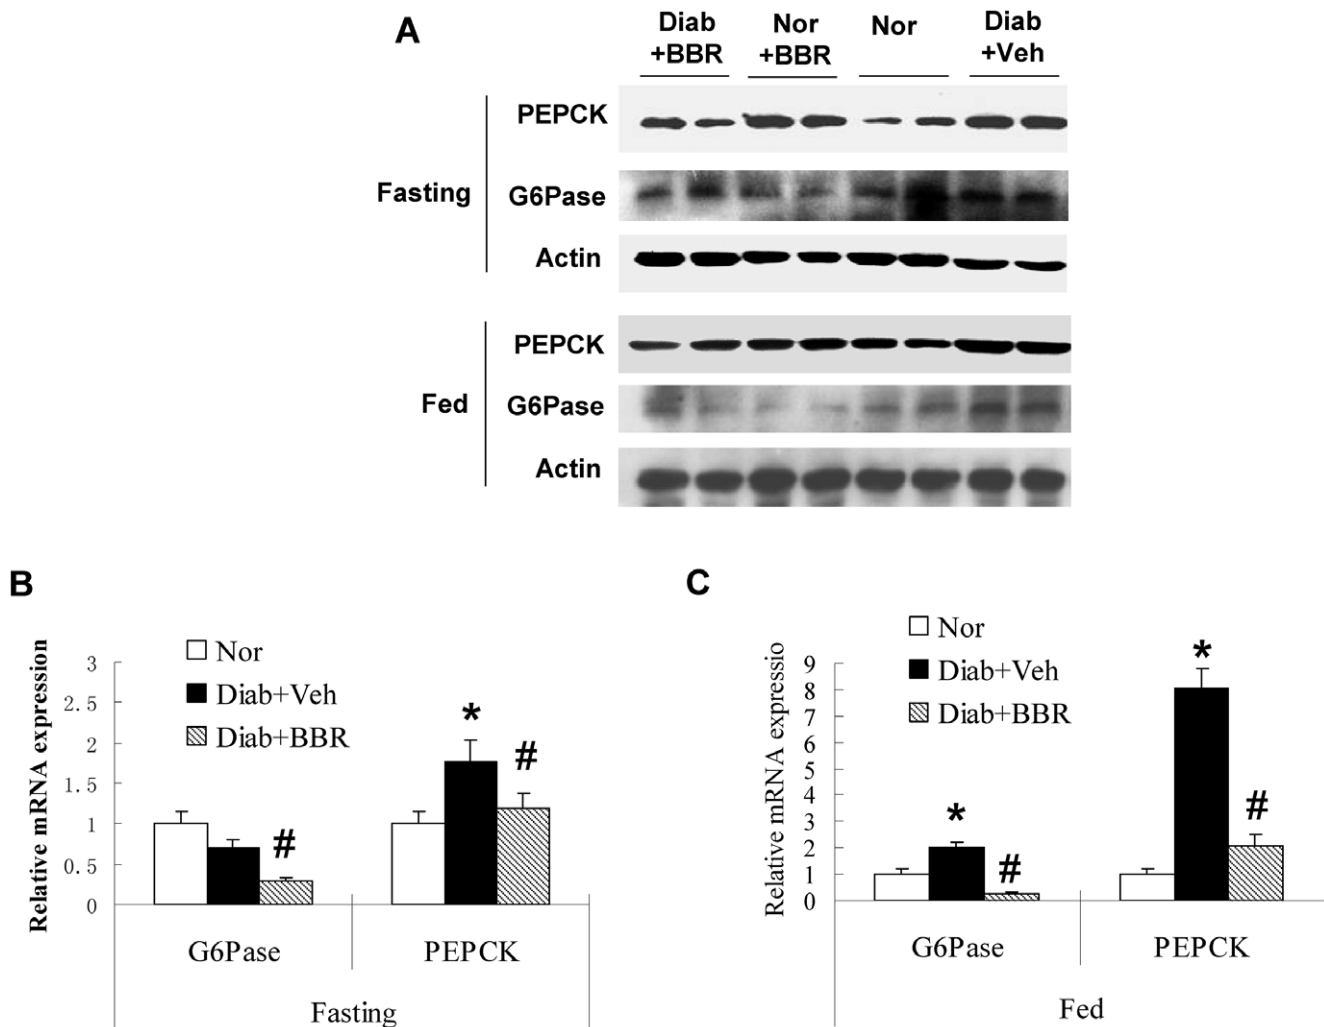 A
Diab
+BBR
Nor
+BBR
Nor
Diab
+Veh
Fasting
PEPCK
G6Pase
Actin
Fed
PEPCK
G6Pase
Actin
B
Relative mRNA expression
Nor
Diab+Veh
Diab+BBR
3
2.5
2
1.5
1
0.5
0
*
#
#
G6Pase
PEPCK
Fasting
C
Relative mRNA expressio
Nor
Diab+Veh
Diab+BBR
9
8
7
6
5
4
3
2
1
0
*
#
*
#
G6Pase
PEPCK
Fed